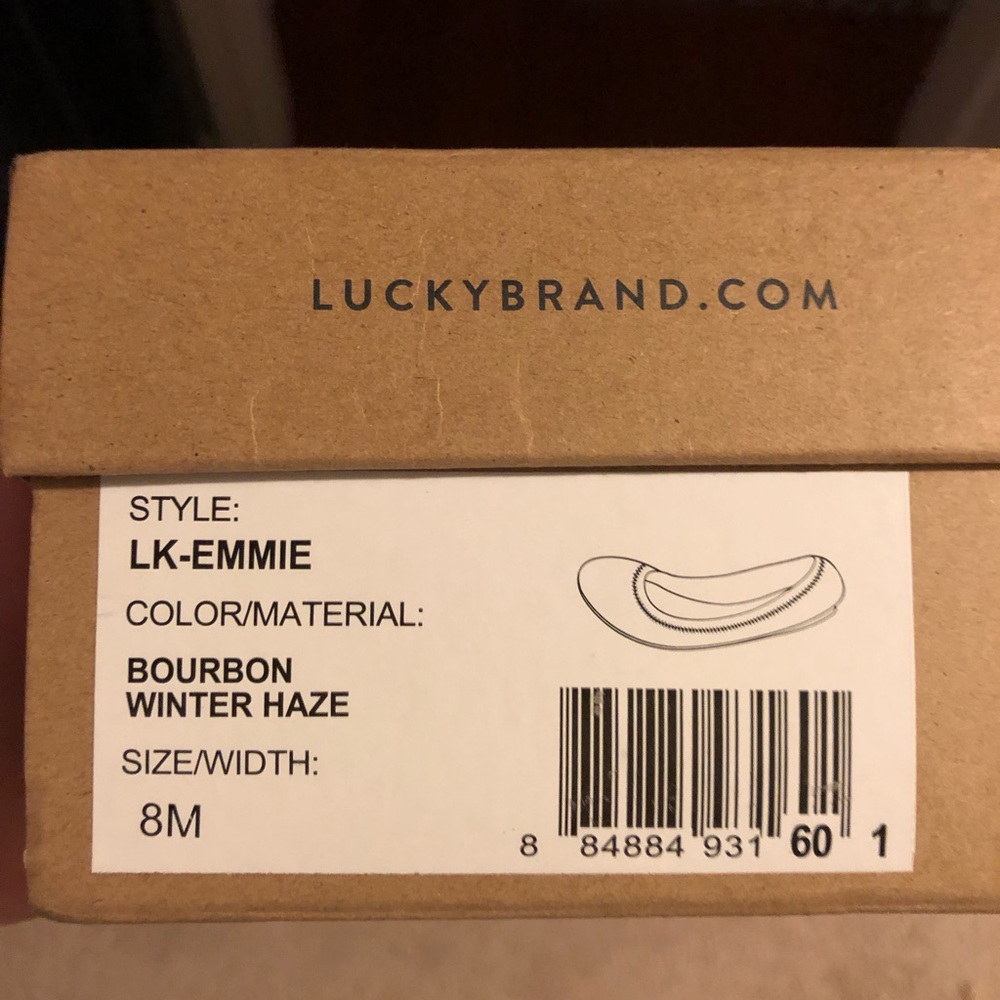 LUCKYBRAND.COM
STYLE:
LK-EMMIE
COLOR/MATERIAL:
BOURBON
WINTER HAZE
SIZE/WIDTH:
8M
8 84884 931 60 1